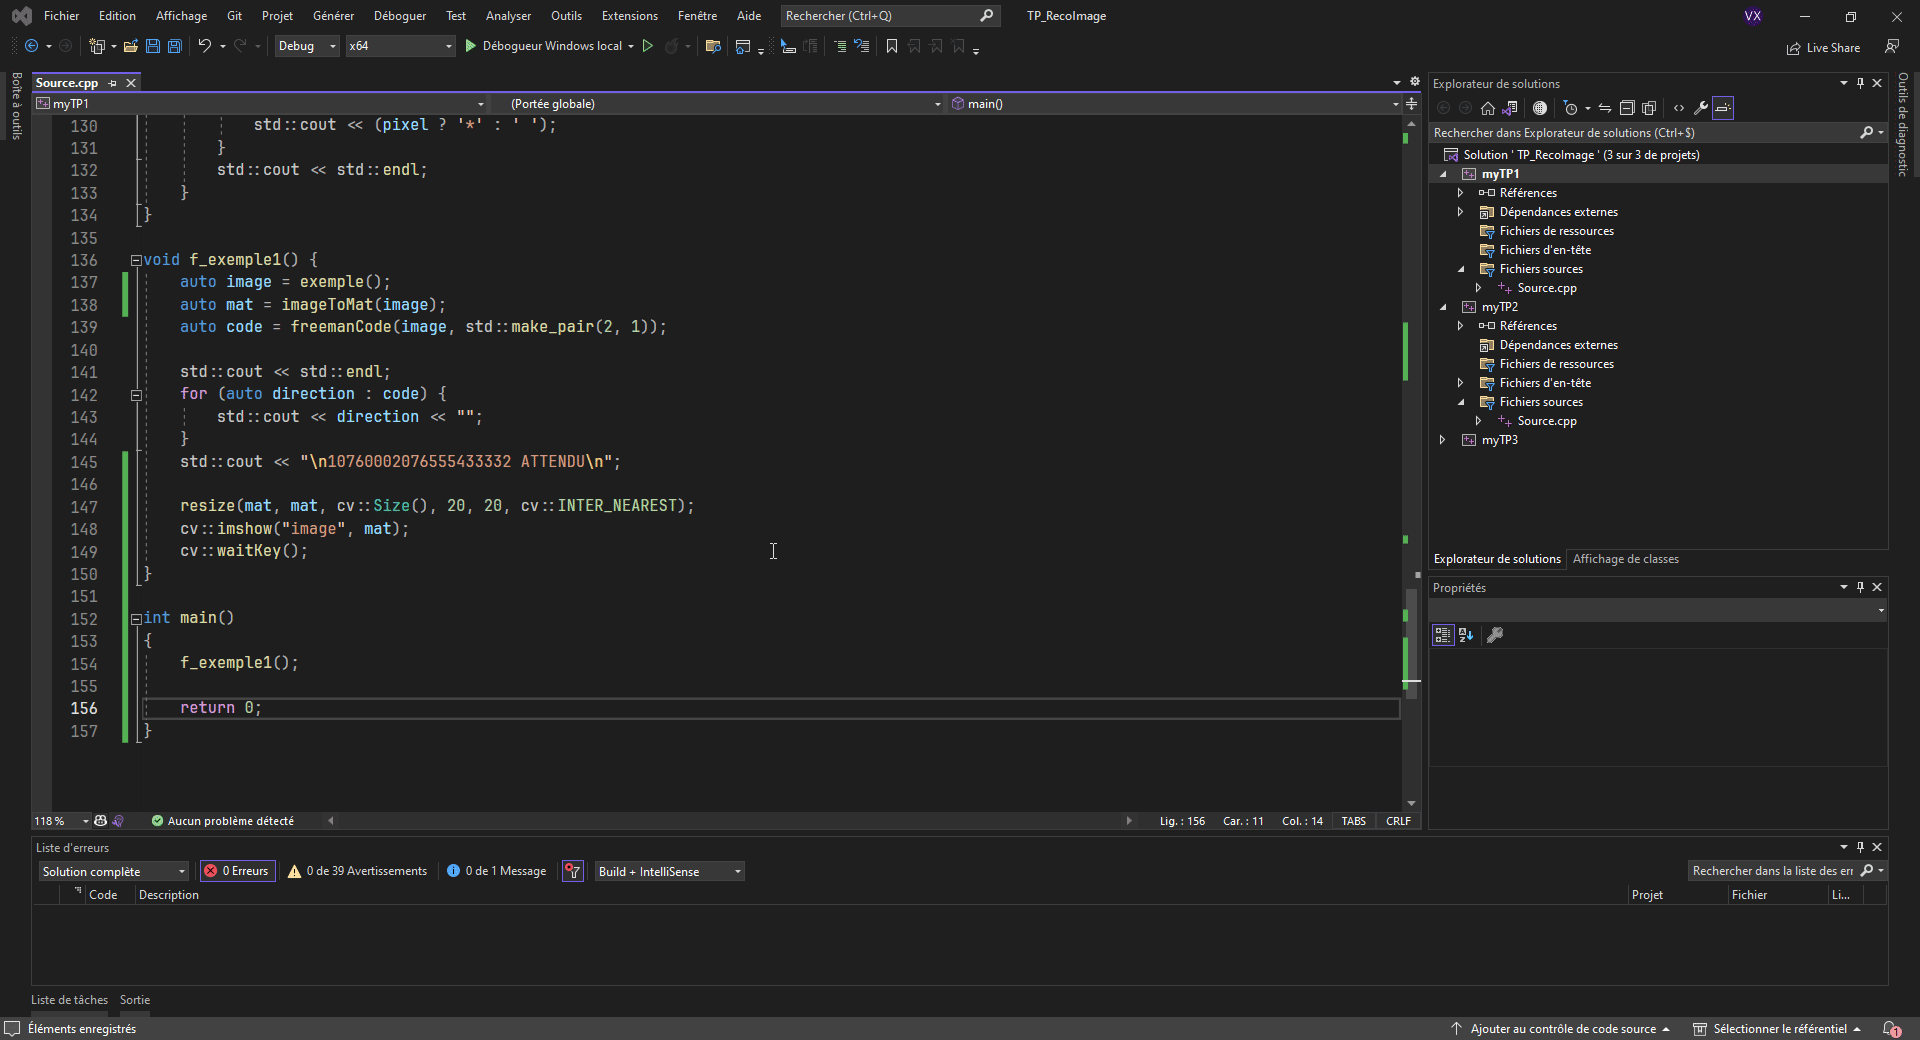 Fichier Edition Affichage Git Projet Générer Déboguer Test Analyser Outils Extensions Fenêtre Aide Rechercher (Ctrl+Q) TP_RecoImage VX
Debug x64 Débogueur Windows local Live Share
Boîte à outils
Source.cpp
myTP1 (Portée globale) main()
130 std::cout << (pixel ? '*' : ' ');
131 }
132 std::cout << std::endl;
133 }
134 }
135
136 void f_exemple1() {
137 auto image = exemple();
138 auto mat = imageToMat(image);
139 auto code = freemanCode(image, std::make_pair(2, 1));
140
141 std::cout << std::endl;
142 for (auto direction : code) {
143 std::cout << direction << "";
144 }
145 std::cout << "\n10760002076555433332 ATTENDU\n";
146
147 resize(mat, mat, cv::Size(), 20, 20, cv::INTER_NEAREST);
148 cv::imshow("image", mat);
149 cv::waitKey();
150 }
151
152 int main()
153 {
154 f_exemple1();
155
156 return 0;
157 }
118 % Aucun problème détecté Lig. : 156 Car. : 11 Col. : 14 TABS CRLF
Explorateur de solutions
Rechercher dans Explorateur de solutions (Ctrl+$)
Solution ' TP_RecoImage ' (3 sur 3 de projets)
myTP1
Références
Dépendances externes
Fichiers de ressources
Fichiers d'en-tête
Fichiers sources
Source.cpp
myTP2
Références
Dépendances externes
Fichiers de ressources
Fichiers d'en-tête
Fichiers sources
Source.cpp
myTP3
Explorateur de solutions Affichage de classes
Propriétés
Outils de diagnostic
Liste d'erreurs
Solution complète 0 Erreurs 0 de 39 Avertissements 0 de 1 Message Build + IntelliSense Rechercher dans la liste des err
Code Description Projet Fichier Li...
Liste de tâches Sortie
Éléments enregistrés Ajouter au contrôle de code source Sélectionner le référentiel 1